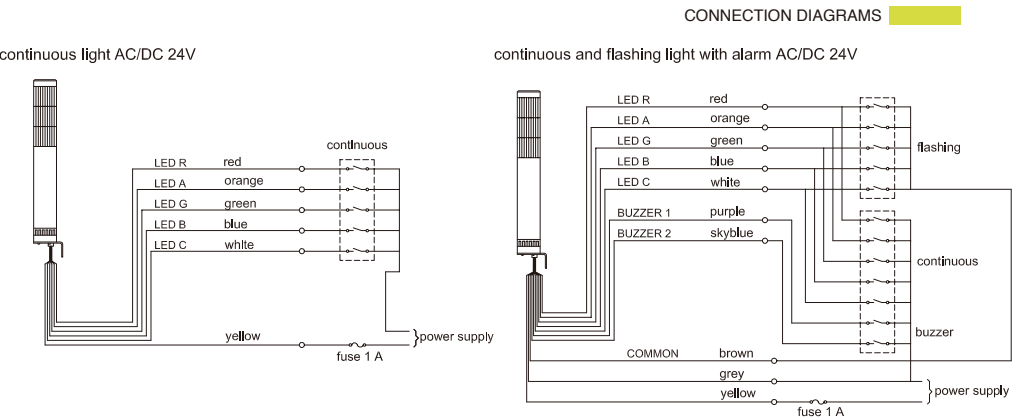 CONNECTION DIAGRAMS
continuous light AC/DC 24V
continuous
LED R red
LED A orange
LED G green
LED B blue
LED C white
yellow
fuse 1 A
power supply
continuous and flashing light with alarm AC/DC 24V
LED R red
LED A orange
LED G green
LED B blue
LED C white
flashing
BUZZER 1 purple
BUZZER 2 skyblue
continuous
buzzer
COMMON brown
grey
yellow
fuse 1 A
power supply